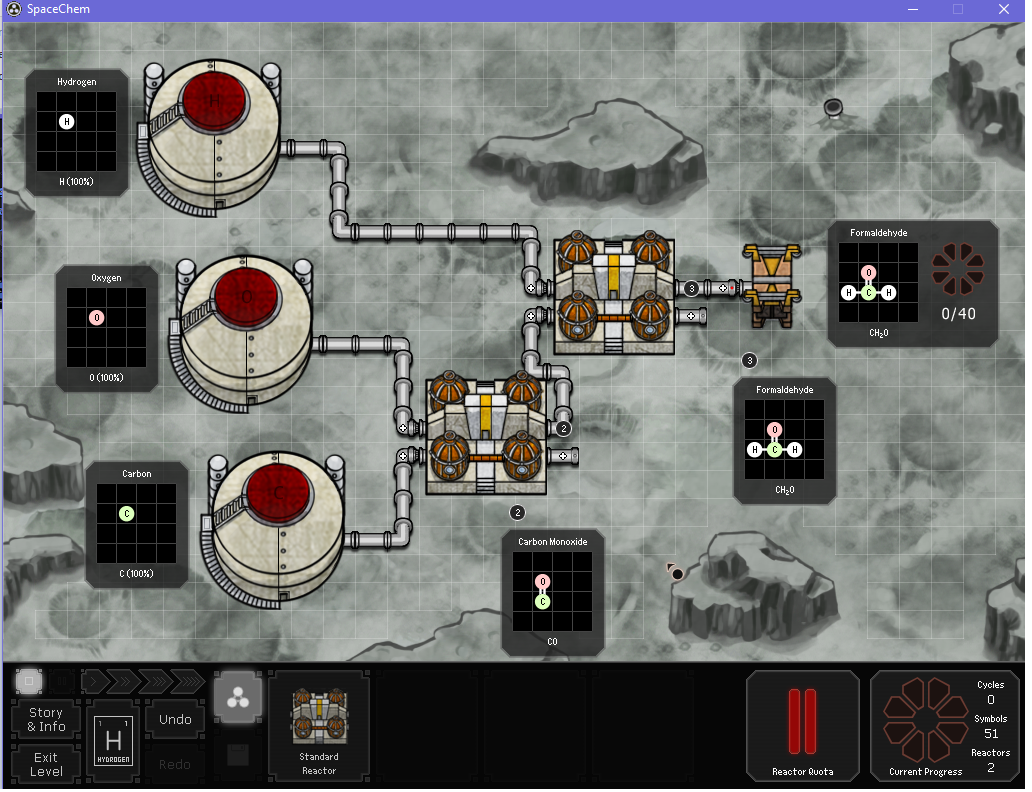 SpaceChem
Hydrogen
H
H (100%)
H
Oxygen
O
O (100%)
O
Carbon
C
C (100%)
C
3
2
Formaldehyde
O
H C H
CH₂O
0/40
3
Formaldehyde
O
H C H
CH₂O
2
Carbon Monoxide
O
C
CO
Story
& Info
Exit
Level
1 1
H
HYDROGEN
Undo
Redo
Standard
Reactor
Reactor Quota
Current Progress
Cycles
0
Symbols
51
Reactors
2